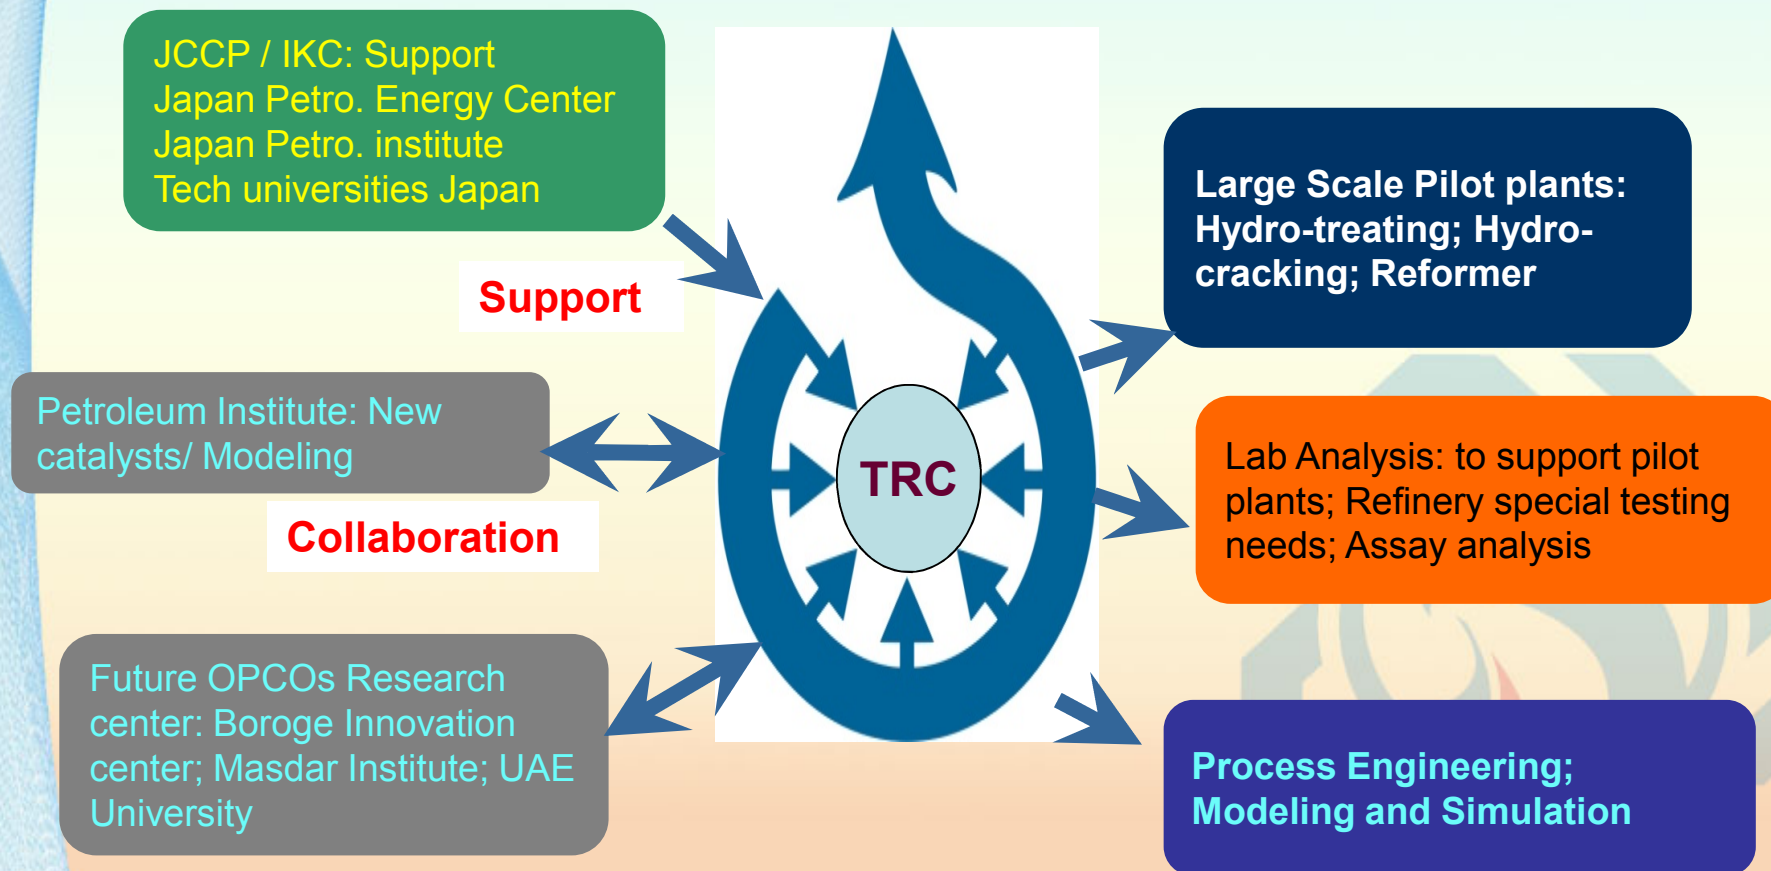 JCCP / IKC: Support
Japan Petro. Energy Center
Japan Petro. institute
Tech universities Japan
Support
Petroleum Institute: New
catalysts/ Modeling
Collaboration
Future OPCOs Research
center: Boroge Innovation
center; Masdar Institute; UAE
University
TRC
Large Scale Pilot plants:
Hydro-treating; Hydro-
cracking; Reformer
Lab Analysis: to support pilot
plants; Refinery special testing
needs; Assay analysis
Process Engineering;
Modeling and Simulation